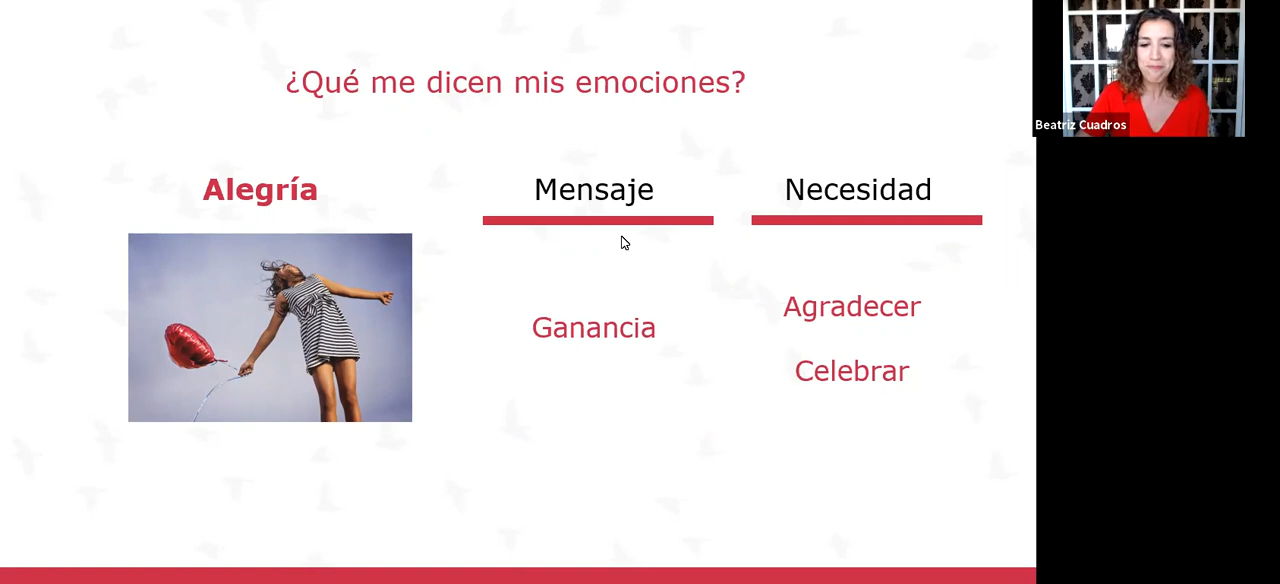 ¿Qué me dicen mis emociones?
Beatriz Cuadros
Alegría
Mensaje
Necesidad
Ganancia
Agradecer
Celebrar